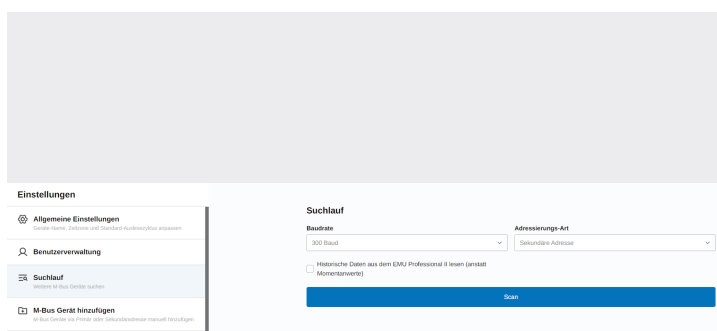 Einstellungen
Allgemeine Einstellungen
Geräte Name, Zeitzone und Standard Auslesezyklus anpassen
Benutzerverwaltung
Suchlauf
Weitere M-Bus Geräte suchen
M-Bus Gerät hinzufügen
M-Bus Geräte via Primär oder Sekundäradresse manuell hinzufügen
Suchlauf
Baudrate
Adressierungs-Art
300 Baud
Sekundäre Adresse
Historische Daten aus dem EMU Professional II lesen (anstatt
Momentanwerte)
Scan